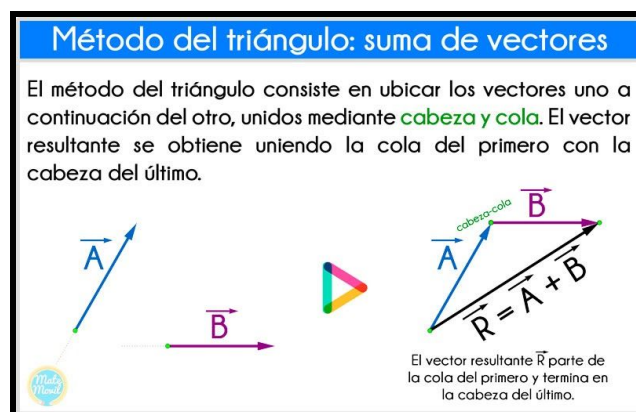 Método del triángulo: suma de vectores
El método del triángulo consiste en ubicar los vectores uno a
continuación del otro, unidos mediante cabeza y cola. El vector
resultante se obtiene uniendo la cola del primero con la
cabeza del último.
A
B
cabeza-cola
A
B
R = A + B
El vector resultante R parte de
la cola del primero y termina en
la cabeza del último.
Mate
Movil